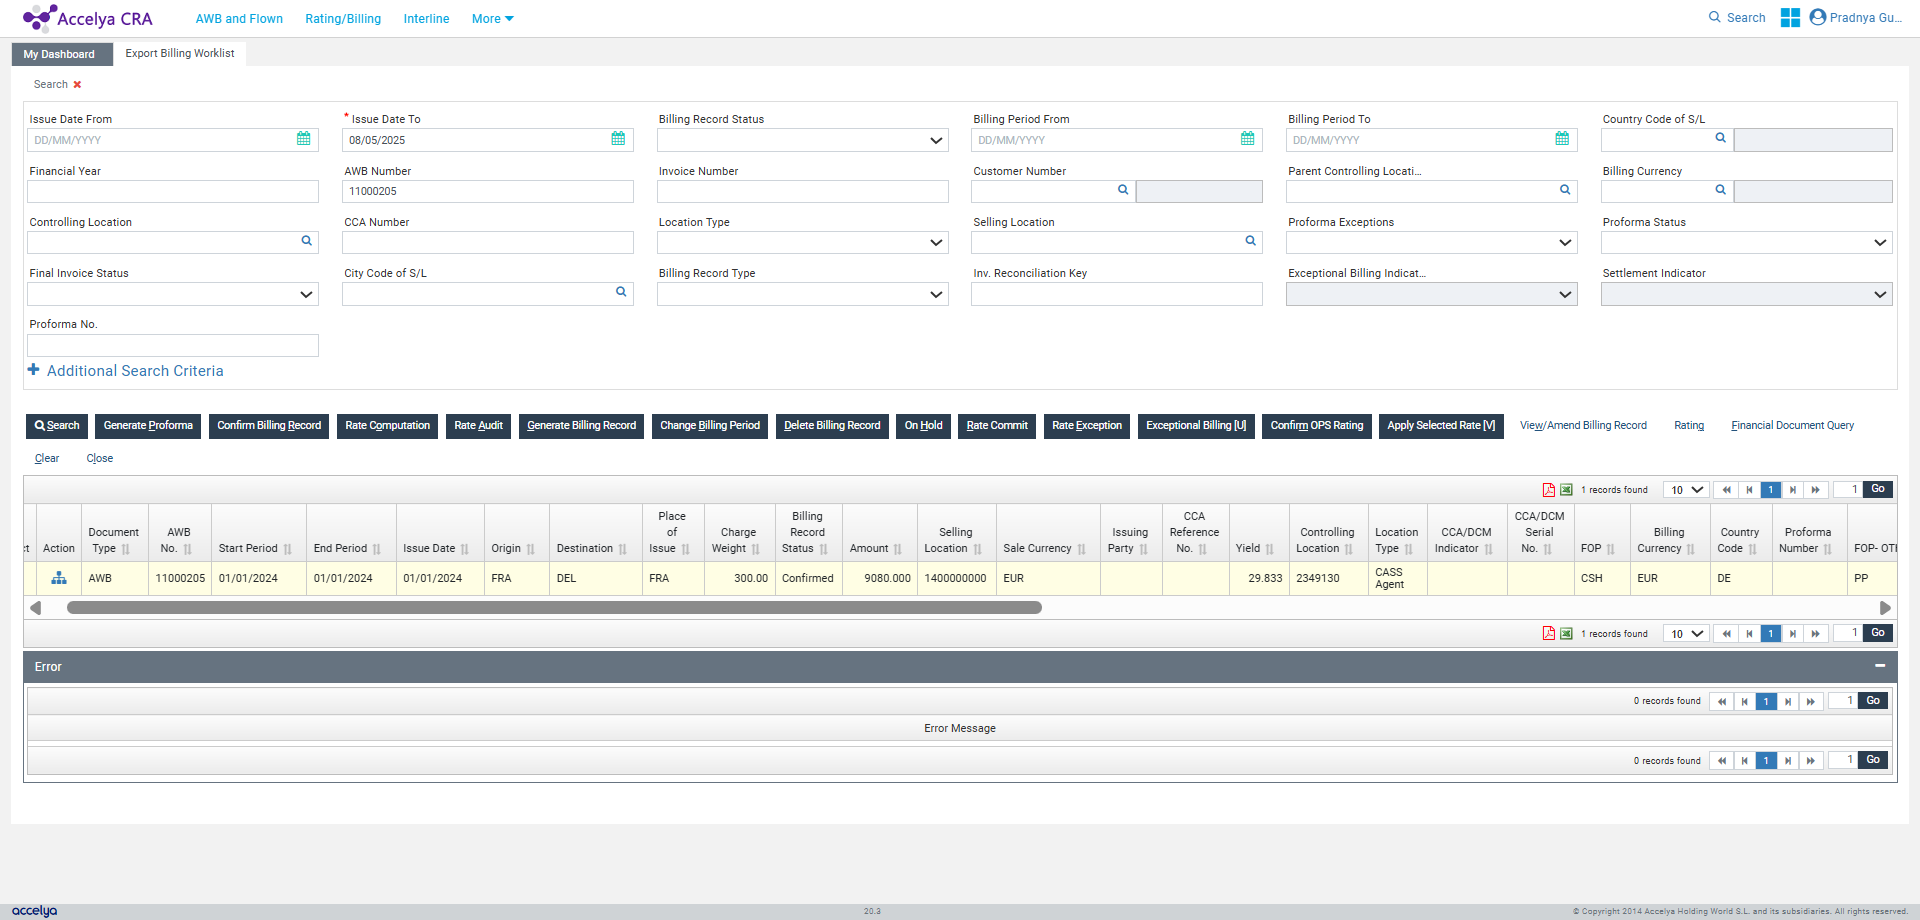 Accelya CRA AWB and Flown Rating/Billing Interline More Search Pradnya Gu...
My Dashboard Export Billing Worklist
Search
Issue Date From * Issue Date To Billing Record Status Billing Period From Billing Period To Country Code of S/L
DD/MM/YYYY 08/05/2025 DD/MM/YYYY DD/MM/YYYY
Financial Year AWB Number Invoice Number Customer Number Parent Controlling Locati... Billing Currency
11000205
Controlling Location CCA Number Location Type Selling Location Proforma Exceptions Proforma Status
Final Invoice Status City Code of S/L Billing Record Type Inv. Reconciliation Key Exceptional Billing Indicat... Settlement Indicator
Proforma No.
Additional Search Criteria
Search Generate Proforma Confirm Billing Record Rate Computation Rate Audit Generate Billing Record Change Billing Period Delete Billing Record On Hold Rate Commit Rate Exception Exceptional Billing [U] Confirm OPS Rating Apply Selected Rate [V] View/Amend Billing Record Rating Financial Document Query
Clear Close
1 records found 10 1 1 Go
ct Action Document Type AWB No. Start Period End Period Issue Date Origin Destination Place of Issue Charge Weight Billing Record Status Amount Selling Location Sale Currency Issuing Party CCA Reference No. Yield Controlling Location Location Type CCA/DCM Indicator CCA/DCM Serial No. FOP Billing Currency Country Code Proforma Number FOP- OTH
AWB 11000205 01/01/2024 01/01/2024 01/01/2024 FRA DEL FRA 300.00 Confirmed 9080.000 1400000000 EUR 29.833 2349130 CASS Agent CSH EUR DE PP
1 records found 10 1 1 Go
Error
0 records found 1 1 Go
Error Message
0 records found 1 1 Go
accelya 20.3 © Copyright 2014 Accelya Holding World S.L. and its subsidiaries. All rights reserved.